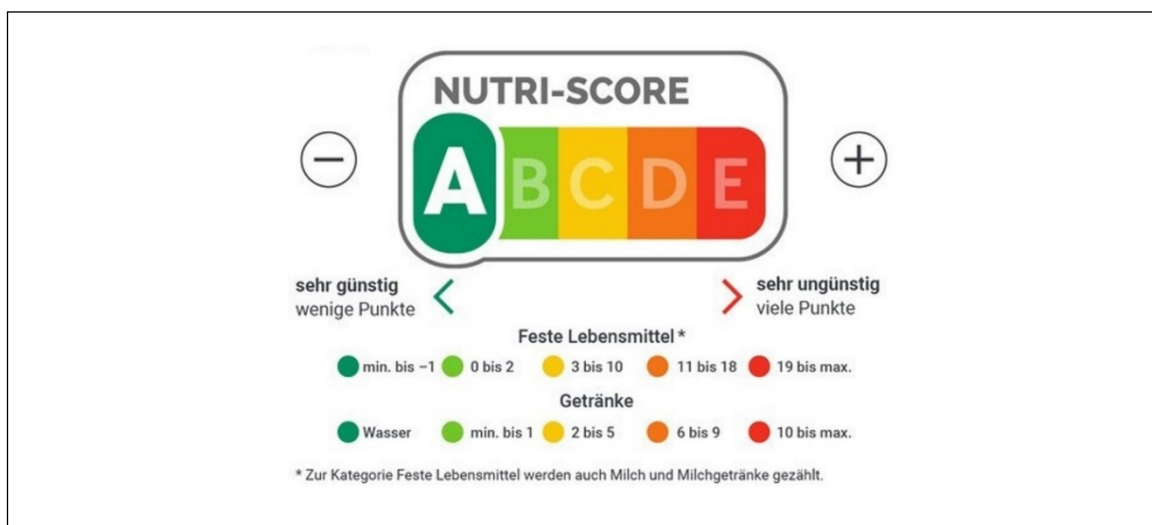 NUTRI-SCORE
A B C D E
sehr günstig
wenige Punkte
sehr ungünstig
viele Punkte
Feste Lebensmittel *
min. bis −1 0 bis 2 3 bis 10 11 bis 18 19 bis max.
Getränke
Wasser min. bis 1 2 bis 5 6 bis 9 10 bis max.
* Zur Kategorie Feste Lebensmittel werden auch Milch und Milchgetränke gezählt.